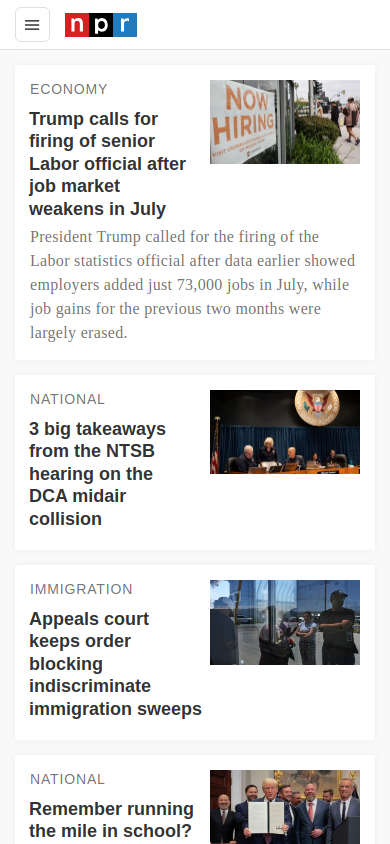 npr
ECONOMY
NOW
HIRING
Trump calls for
firing of senior
Labor official after
job market
weakens in July
President Trump called for the firing of the
Labor statistics official after data earlier showed
employers added just 73,000 jobs in July, while
job gains for the previous two months were
largely erased.
NATIONAL
3 big takeaways
from the NTSB
hearing on the
DCA midair
collision
IMMIGRATION
Appeals court
keeps order
blocking
indiscriminate
immigration sweeps
NATIONAL
Remember running
the mile in school?